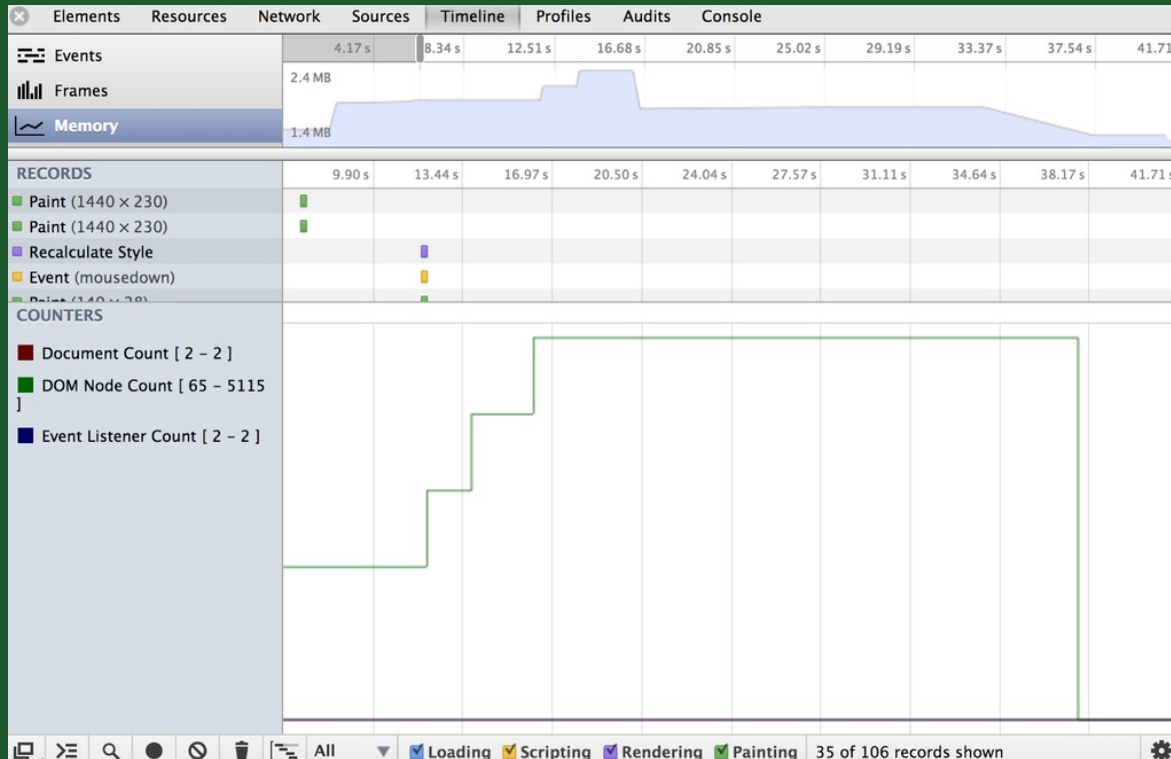 Elements Resources Network Sources Timeline Profiles Audits Console
Events
Frames
Memory
4.17 s 8.34 s 12.51 s 16.68 s 20.85 s 25.02 s 29.19 s 33.37 s 37.54 s 41.71
2.4 MB
1.4 MB
RECORDS
9.90 s 13.44 s 16.97 s 20.50 s 24.04 s 27.57 s 31.11 s 34.64 s 38.17 s 41.71 s
Paint (1440 × 230)
Paint (1440 × 230)
Recalculate Style
Event (mousedown)
Paint (140 × 28)
COUNTERS
Document Count [ 2 – 2 ]
DOM Node Count [ 65 – 5115
]
Event Listener Count [ 2 – 2 ]
All Loading Scripting Rendering Painting 35 of 106 records shown